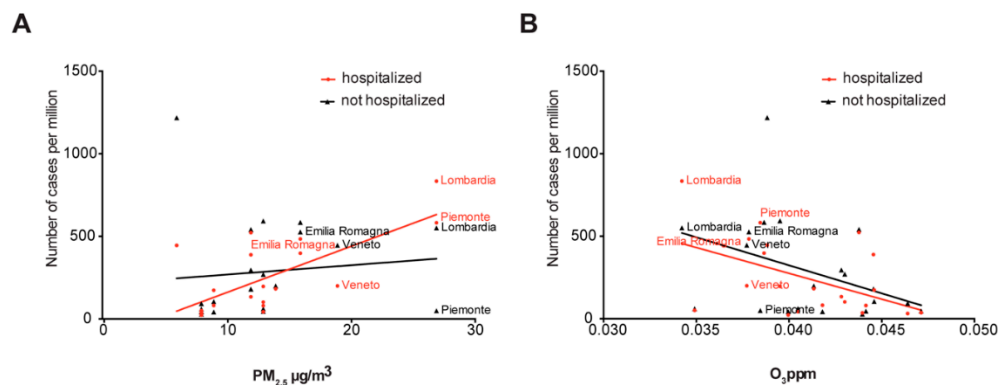 A
Number of cases per million
1500
1000
500
0
0
10
20
30
PM2.5 µg/m3
hospitalized
not hospitalized
Lombardia
Piemonte
Lombardia
Emilia Romagna
Emilia Romagna
Veneto
Veneto
Piemonte
B
Number of cases per million
1500
1000
500
0
0.030
0.035
0.040
0.045
0.050
O3ppm
hospitalized
not hospitalized
Lombardia
Piemonte
Lombardia
Emilia Romagna
Emilia Romagna
Veneto
Veneto
Piemonte